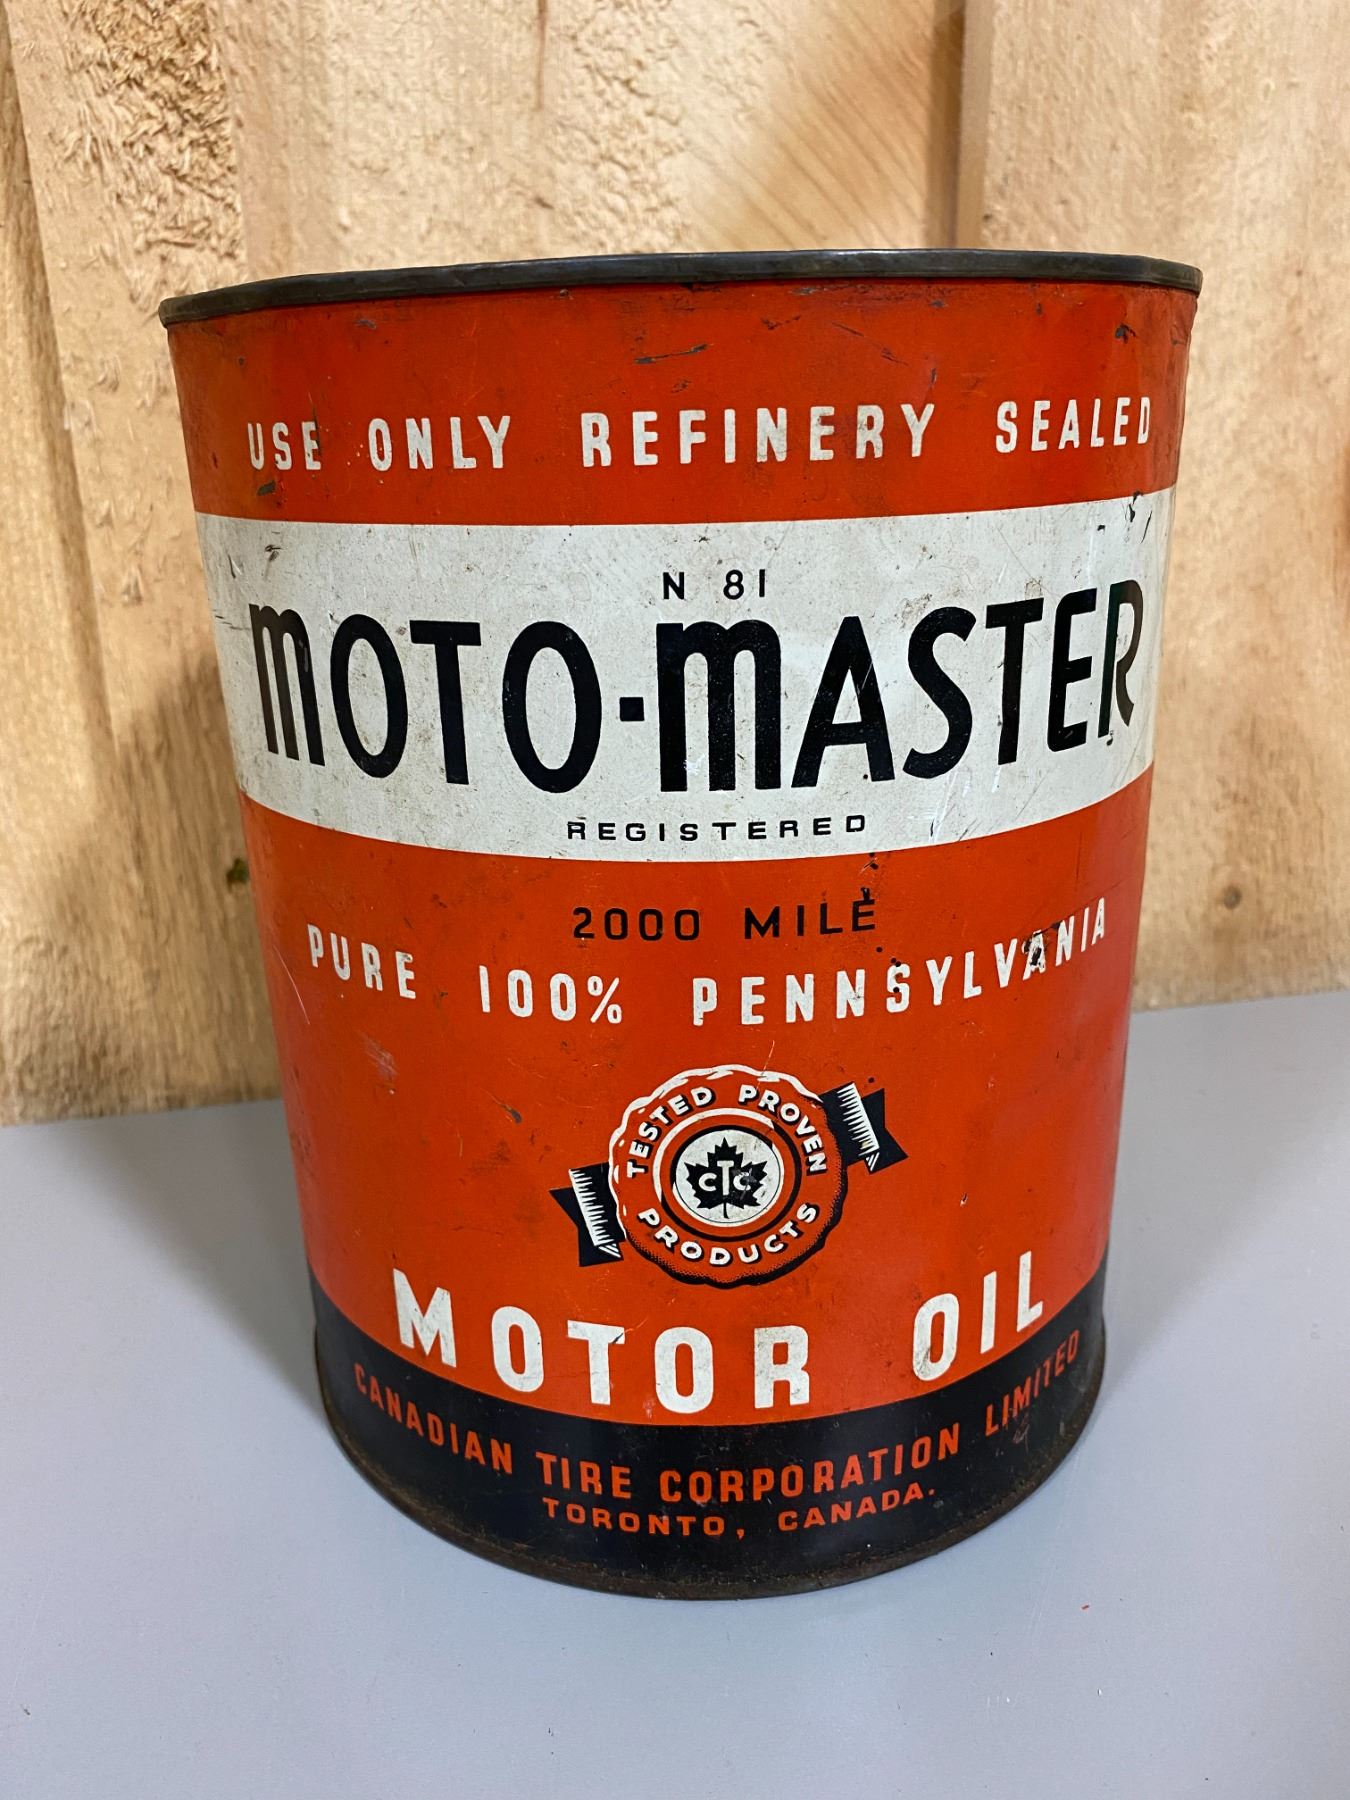 USE ONLY REFINERY SEALED
N 81
MOTO-MASTER
REGISTERED
2000 MILE
PURE 100% PENNSYLVANIA
TESTED PROVEN
CTC
PRODUCTS
MOTOR OIL
CANADIAN TIRE CORPORATION LIMITED
TORONTO, CANADA.